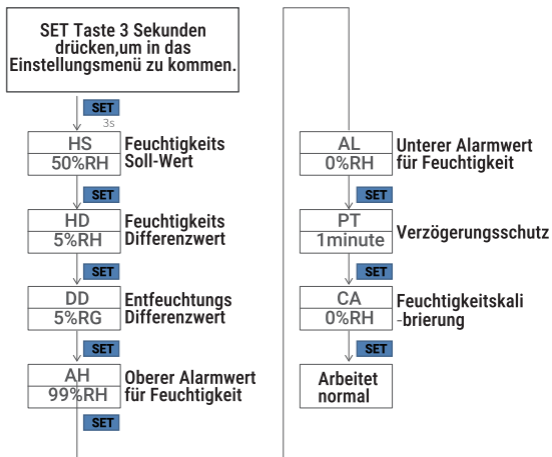 SET Taste 3 Sekunden
drücken,um in das
Einstellungsmenü zu kommen.
SET
3s
HS
50%RH
Feuchtigkeits
Soll-Wert
SET
HD
5%RH
Feuchtigkeits
Differenzwert
SET
DD
5%RG
Entfeuchtungs
Differenzwert
SET
AH
99%RH
Oberer Alarmwert
für Feuchtigkeit
SET
AL
0%RH
Unterer Alarmwert
für Feuchtigkeit
SET
PT
1minute
Verzögerungsschutz
SET
CA
0%RH
Feuchtigkeitskali
-brierung
SET
Arbeitet
normal